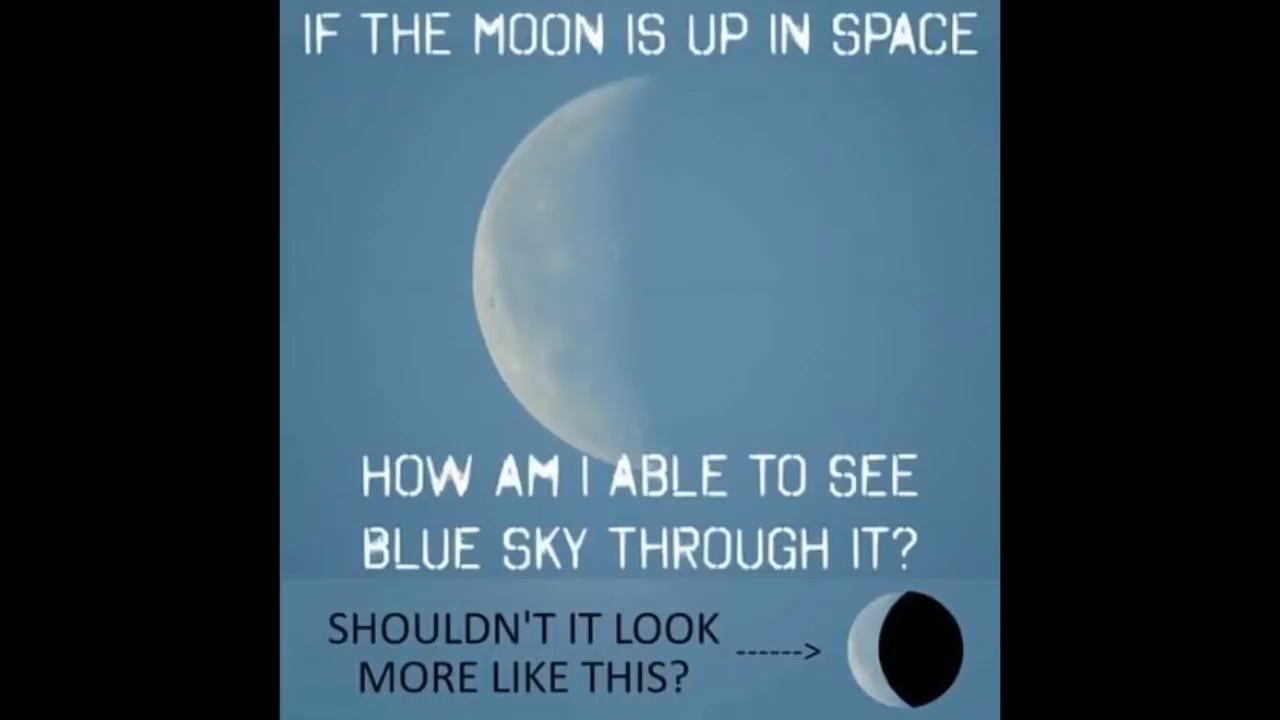 IF THE MOON IS UP IN SPACE
HOW AM I ABLE TO SEE
BLUE SKY THROUGH IT?
SHOULDN'T IT LOOK
MORE LIKE THIS?
------>